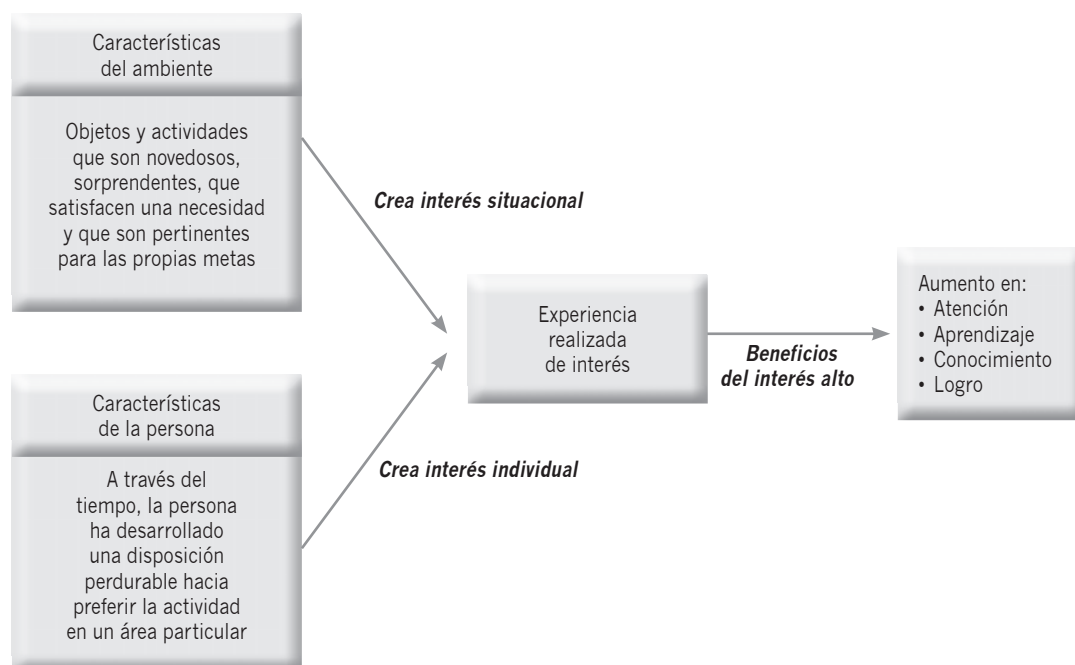 Características
del ambiente
Objetos y actividades
que son novedosos,
sorprendentes, que
satisfacen una necesidad
y que son pertinentes
para las propias metas
Crea interés situacional
Características
de la persona
A través del
tiempo, la persona
ha desarrollado
una disposición
perdurable hacia
preferir la actividad
en un área particular
Crea interés individual
Experiencia
realizada
de interés
Beneficios
del interés alto
Aumento en:
• Atención
• Aprendizaje
• Conocimiento
• Logro